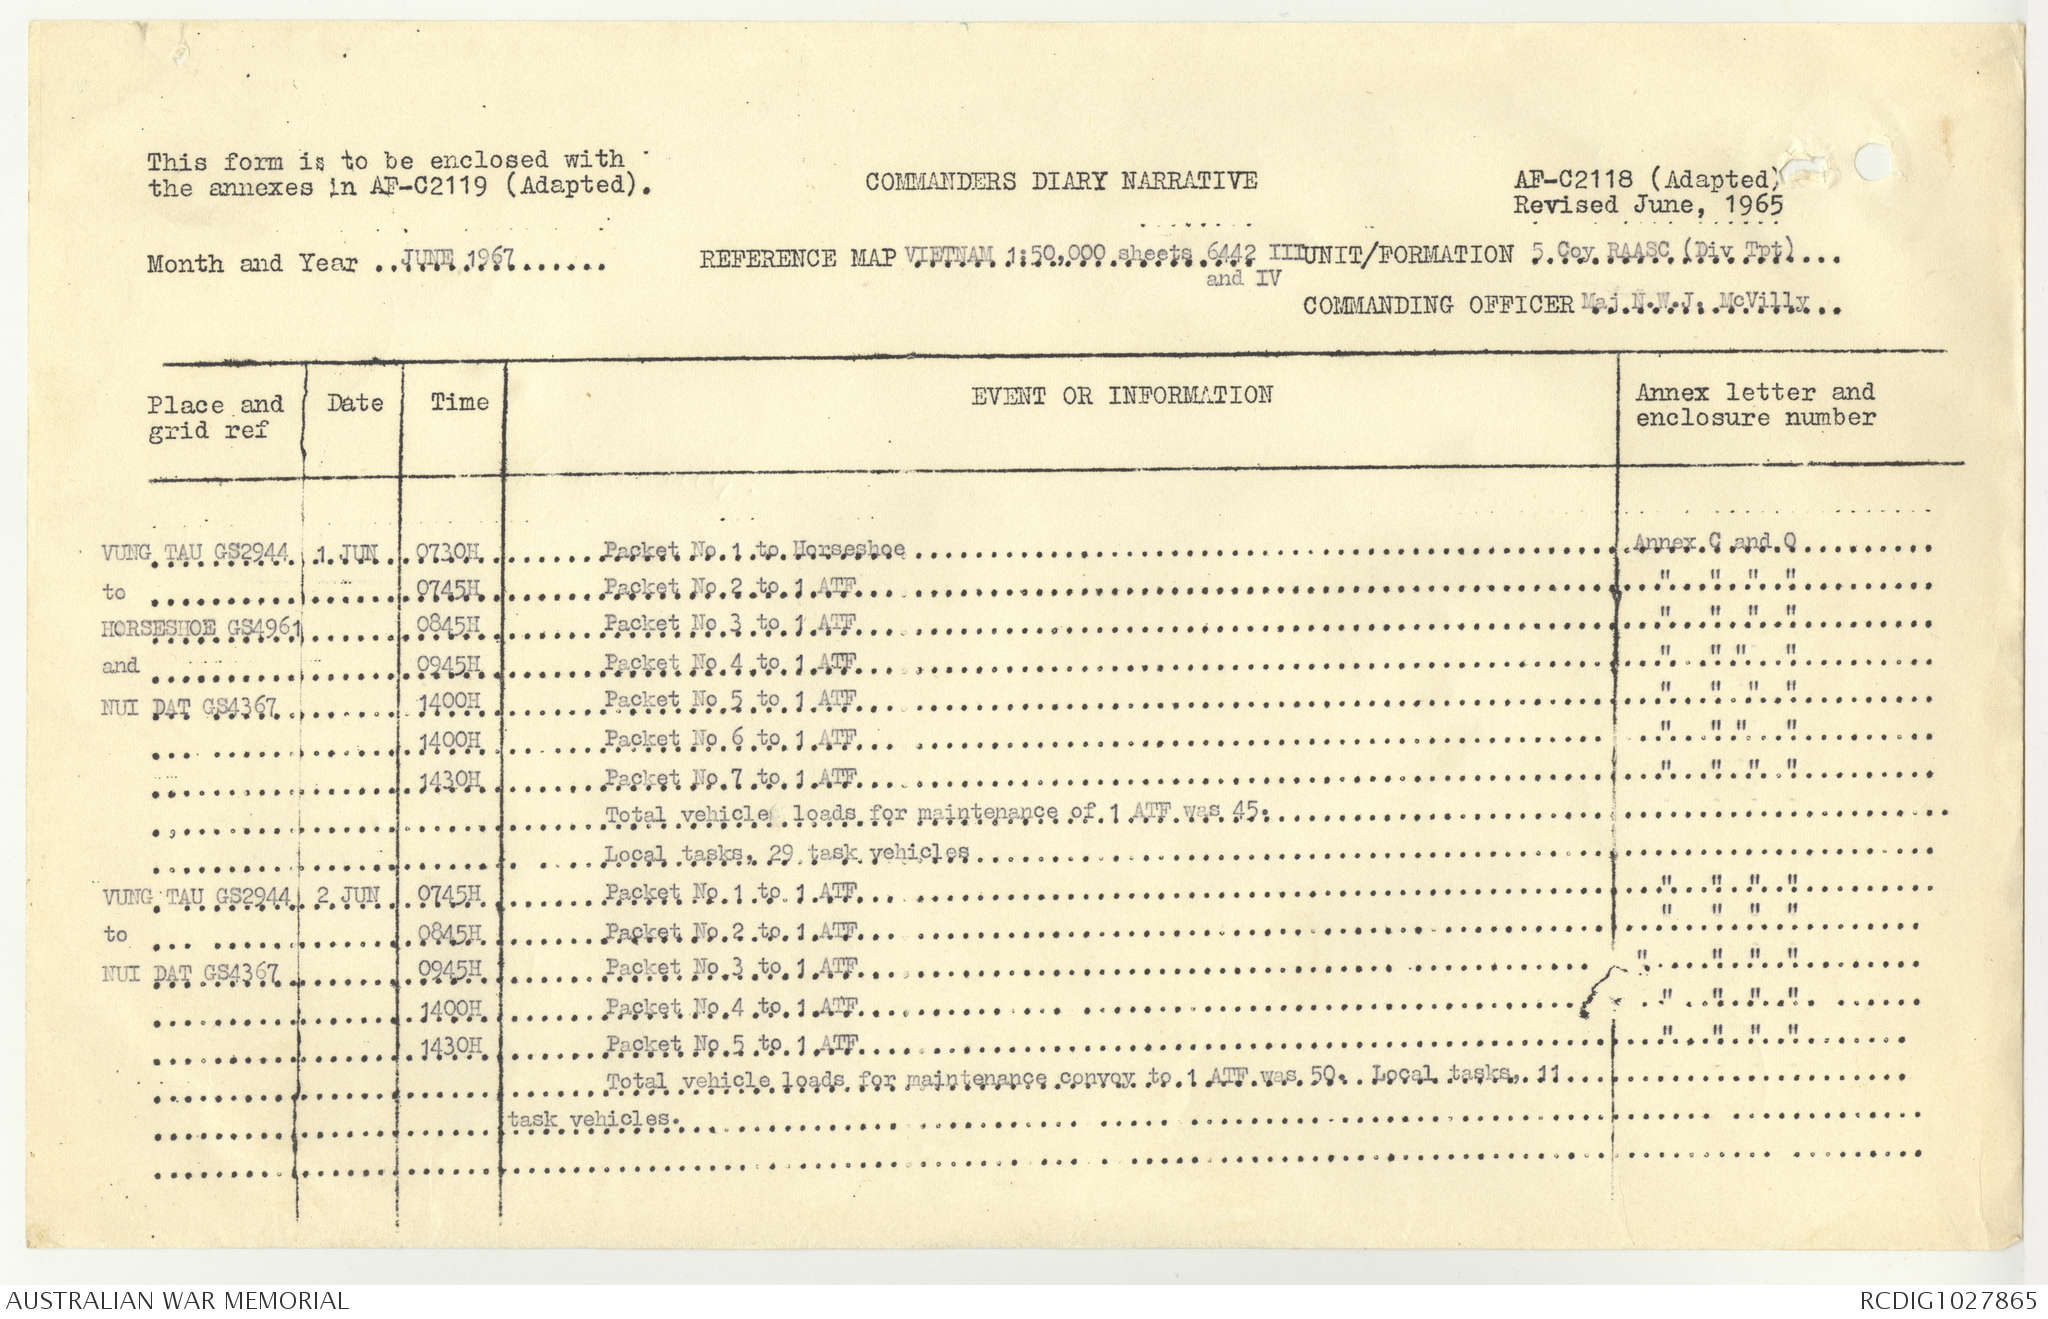 This form is to be enclosed with
the annexes in AF-C2119 (Adapted).
COMMANDERS DIARY NARRATIVE
AF-C2118 (Adapted)
Revised June, 1965
Month and Year JUNE 1967 REFERENCE MAP VIETNAM 1:50,000 sheets 6442 III UNIT/FORMATION 5 Coy RAASC (Div Tpt)
and IV
COMMANDING OFFICER Maj N.W.J. McVilly
Place and grid ref Date Time EVENT OR INFORMATION Annex letter and enclosure number
VUNG TAU GS2944 1 JUN 0730H Packet No 1 to Horseshoe Annex C and Q
to 0745H Packet No 2 to 1 ATF " " " "
HORSESHOE GS4961 0845H Packet No 3 to 1 ATF " " " "
and 0945H Packet No 4 to 1 ATF " " " "
NUI DAT GS4367 1400H Packet No 5 to 1 ATF " " " "
1400H Packet No 6 to 1 ATF " " " "
1430H Packet No 7 to 1 ATF " " " "
Total vehicle loads for maintenance of 1 ATF was 45.
Local tasks, 29 task vehicles
VUNG TAU GS2944 2 JUN 0745H Packet No 1 to 1 ATF " " " "
to 0845H Packet No 2 to 1 ATF " " " "
NUI DAT GS4367 0945H Packet No 3 to 1 ATF " " " "
1400H Packet No 4 to 1 ATF " " " "
1430H Packet No 5 to 1 ATF " " " "
Total vehicle loads for maintenance convoy to 1 ATF was 50. Local tasks, 11
task vehicles.
AUSTRALIAN WAR MEMORIAL RCDIG1027865